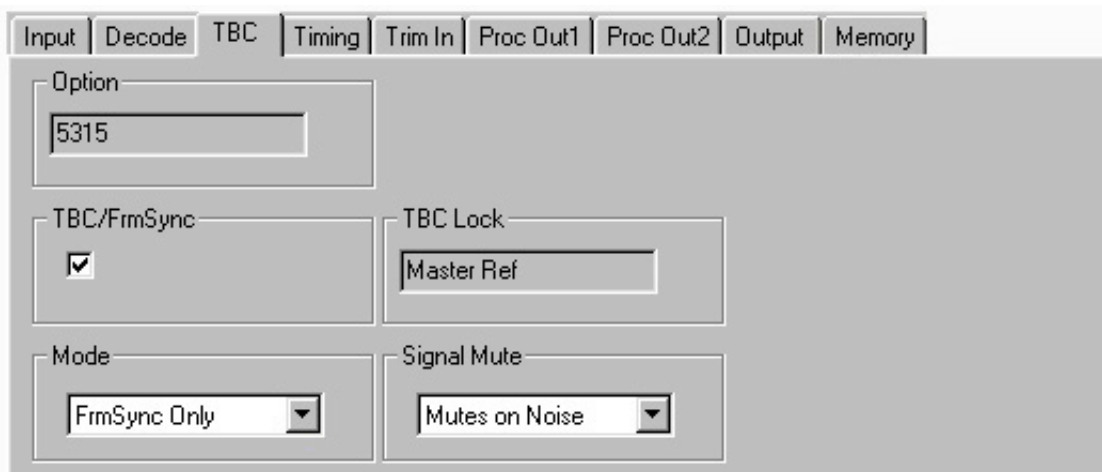 Input Decode TBC Timing Trim In Proc Out1 Proc Out2 Output Memory
Option
5315
TBC/FrmSync TBC Lock
Master Ref
Mode Signal Mute
FrmSync Only Mutes on Noise